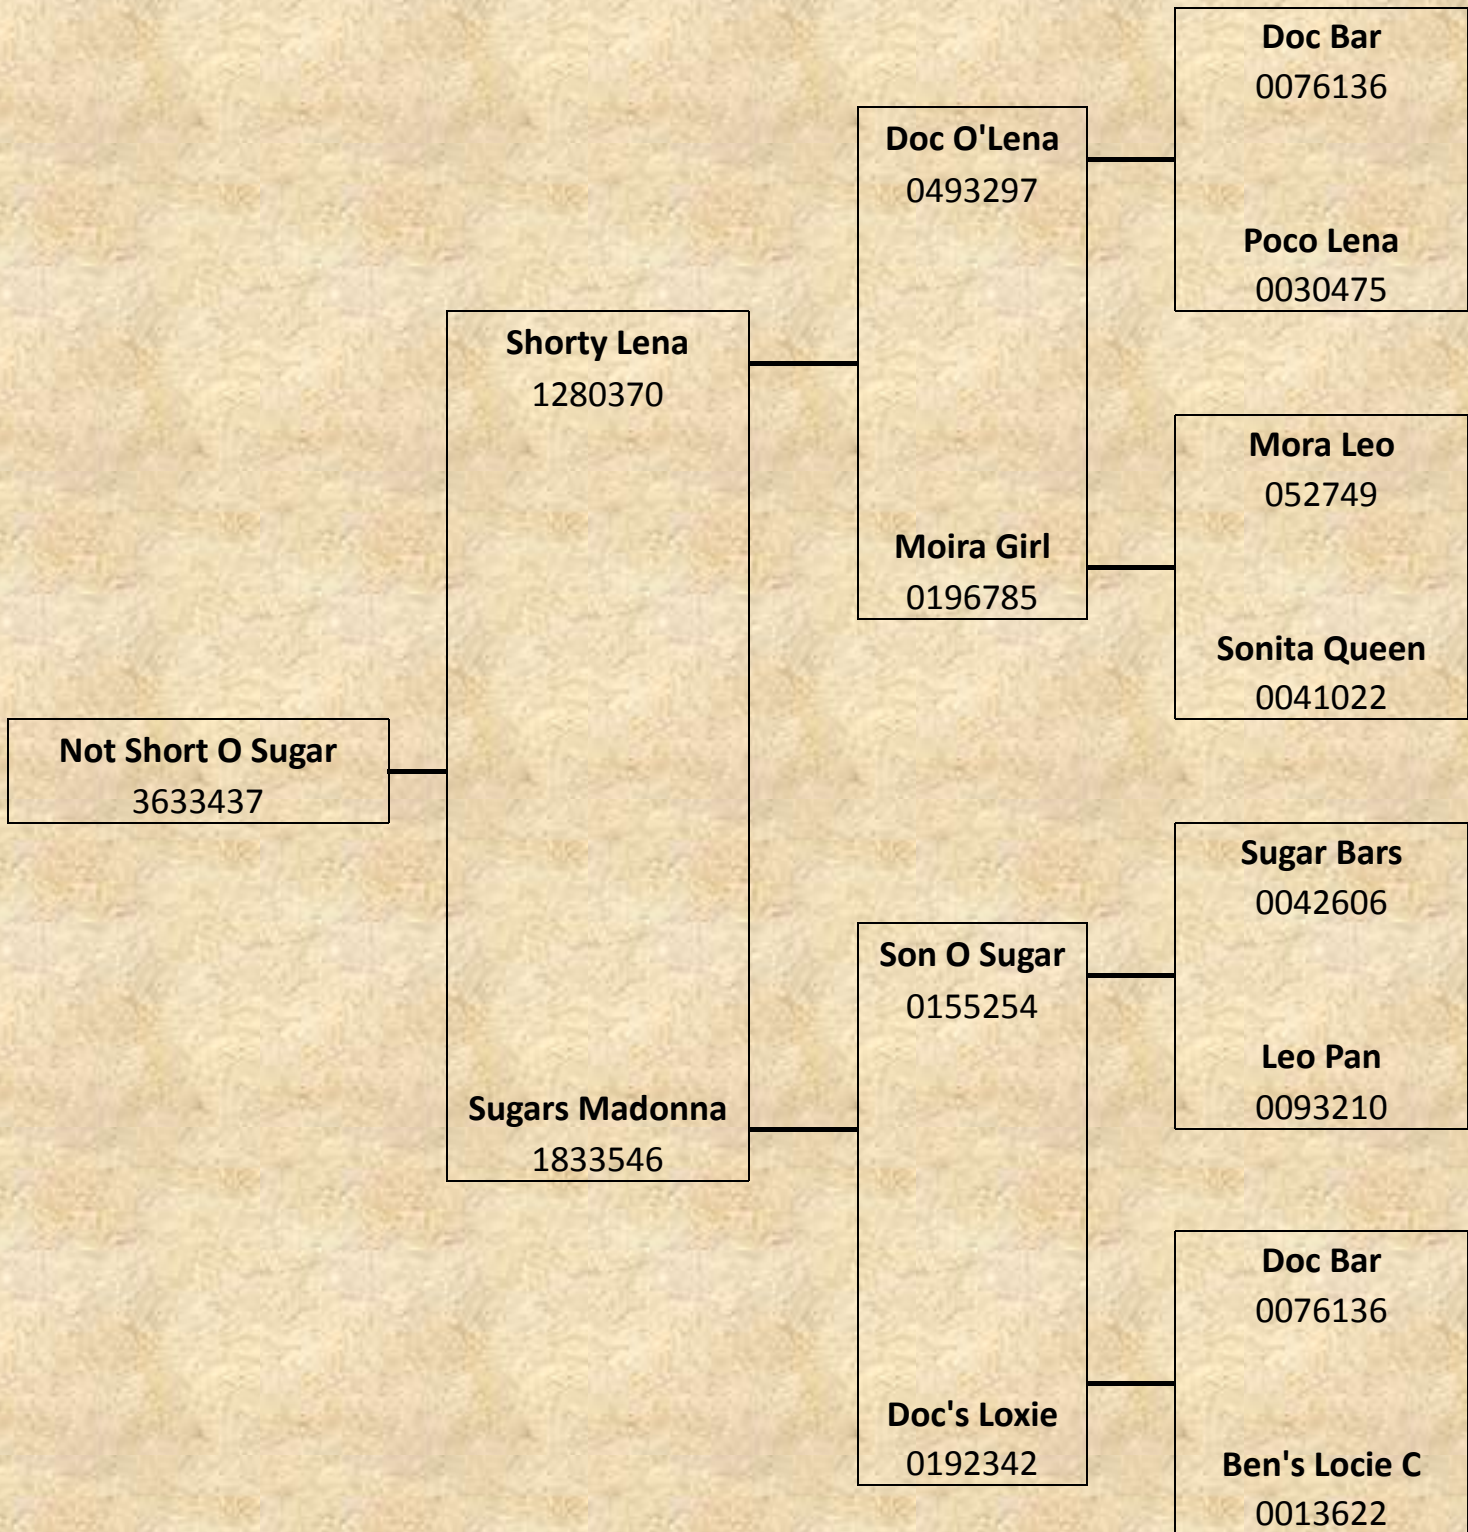 Not Short O Sugar
3633437
Shorty Lena
1280370
Sugars Madonna
1833546
Doc O'Lena
0493297
Moira Girl
0196785
Son O Sugar
0155254
Doc's Loxie
0192342
Doc Bar
0076136
Poco Lena
0030475
Mora Leo
052749
Sonita Queen
0041022
Sugar Bars
0042606
Leo Pan
0093210
Doc Bar
0076136
Ben's Locie C
0013622